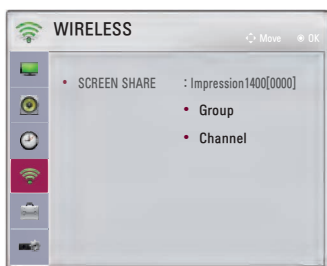 WIRELESS
Move OK
• SCREEN SHARE : Impression1400[0000]
• Group
• Channel